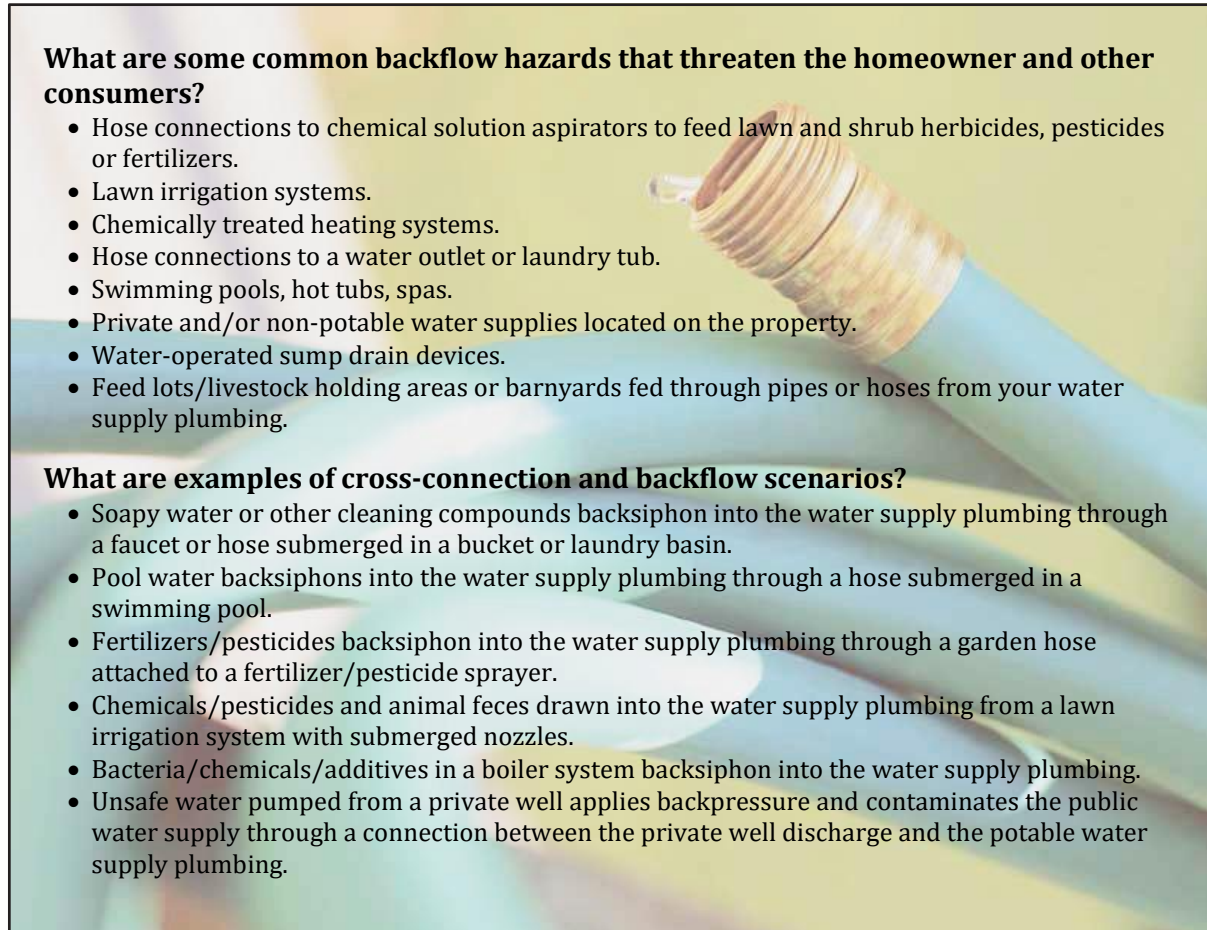 What are some common backflow hazards that threaten the homeowner and other
consumers?
• Hose connections to chemical solution aspirators to feed lawn and shrub herbicides, pesticides
or fertilizers.
• Lawn irrigation systems.
• Chemically treated heating systems.
• Hose connections to a water outlet or laundry tub.
• Swimming pools, hot tubs, spas.
• Private and/or non-potable water supplies located on the property.
• Water-operated sump drain devices.
• Feed lots/livestock holding areas or barnyards fed through pipes or hoses from your water
supply plumbing.
What are examples of cross-connection and backflow scenarios?
• Soapy water or other cleaning compounds backsiphon into the water supply plumbing through
a faucet or hose submerged in a bucket or laundry basin.
• Pool water backsiphons into the water supply plumbing through a hose submerged in a
swimming pool.
• Fertilizers/pesticides backsiphon into the water supply plumbing through a garden hose
attached to a fertilizer/pesticide sprayer.
• Chemicals/pesticides and animal feces drawn into the water supply plumbing from a lawn
irrigation system with submerged nozzles.
• Bacteria/chemicals/additives in a boiler system backsiphon into the water supply plumbing.
• Unsafe water pumped from a private well applies backpressure and contaminates the public
water supply through a connection between the private well discharge and the potable water
supply plumbing.